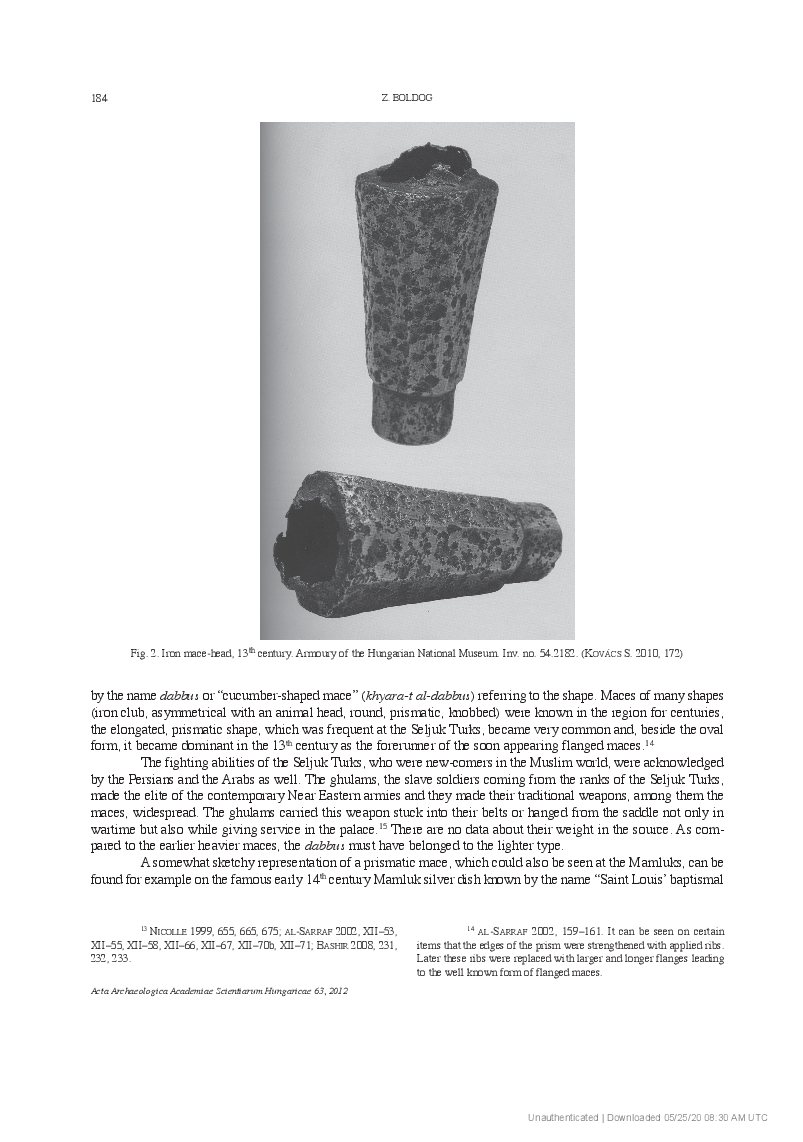 184
Z. BOLDOG
Fig. 2. Iron mace-head, 13th century. Armoury of the Hungarian National Museum. Inv. no. 54.2182. (KOVÁCS S. 2010, 172)
by the name dabbus or “cucumber-shaped mace” (khyara-t al-dabbus) referring to the shape. Maces of many shapes
(iron club, asymmetrical with an animal head, round, prismatic, knobbed) were known in the region for centuries,
the elongated, prismatic shape, which was frequent at the Seljuk Turks, became very common and, beside the oval
form, it became dominant in the 13th century as the forerunner of the soon appearing flanged maces.14
The fighting abilities of the Seljuk Turks, who were new-comers in the Muslim world, were acknowledged
by the Persians and the Arabs as well. The ghulams, the slave soldiers coming from the ranks of the Seljuk Turks,
made the elite of the contemporary Near Eastern armies and they made their traditional weapons, among them the
maces, widespread. The ghulams carried this weapon stuck into their belts or hanged from the saddle not only in
wartime but also while giving service in the palace.15 There are no data about their weight in the source. As com-
pared to the earlier heavier maces, the dabbus must have belonged to the lighter type.
A somewhat sketchy representation of a prismatic mace, which could also be seen at the Mamluks, can be
found for example on the famous early 14th century Mamluk silver dish known by the name “Saint Louis’ baptismal
13 NICOLLE 1999, 655, 665, 675; AL-SARRAF 2002, XII–53,
XII–55, XII–58, XII–66, XII–67, XII–70b, XII–71; BASHIR 2008, 231,
232, 233.
14 AL-SARRAF 2002, 159–161. It can be seen on certain
items that the edges of the prism were strengthened with applied ribs.
Later these ribs were replaced with larger and longer flanges leading
to the well known form of flanged maces.
Acta Archaeologica Academiae Scientiarum Hungaricae 63, 2012
Unauthenticated | Downloaded 05/25/20 08:30 AM UTC